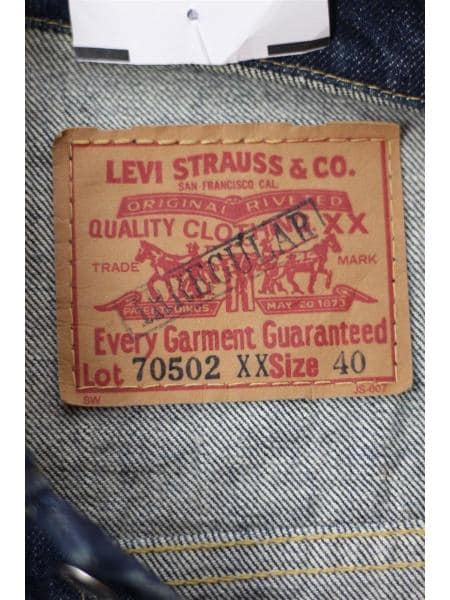 LEVI STRAUSS & CO.
SAN FRANCISCO CAL.
ORIGINAL RIVETED
QUALITY CLOTHING XX
IRREGULAR
TRADE MARK
MAY 20 1873
Every Garment Guaranteed
Lot 70502 XX Size 40
SW JS-007